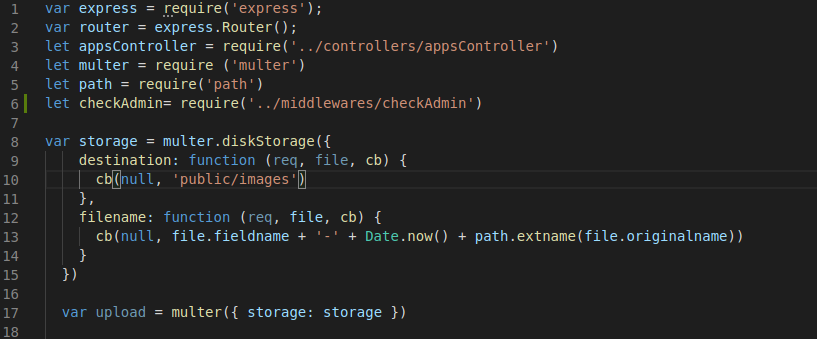 1 var express = require('express');
2 var router = express.Router();
3 let appsController = require('../controllers/appsController')
4 let multer = require ('multer')
5 let path = require('path')
6 let checkAdmin= require('../middlewares/checkAdmin')
7
8 var storage = multer.diskStorage({
9     destination: function (req, file, cb) {
10       cb(null, 'public/images')
11     },
12     filename: function (req, file, cb) {
13       cb(null, file.fieldname + '-' + Date.now() + path.extname(file.originalname))
14     }
15   })
16
17   var upload = multer({ storage: storage })
18